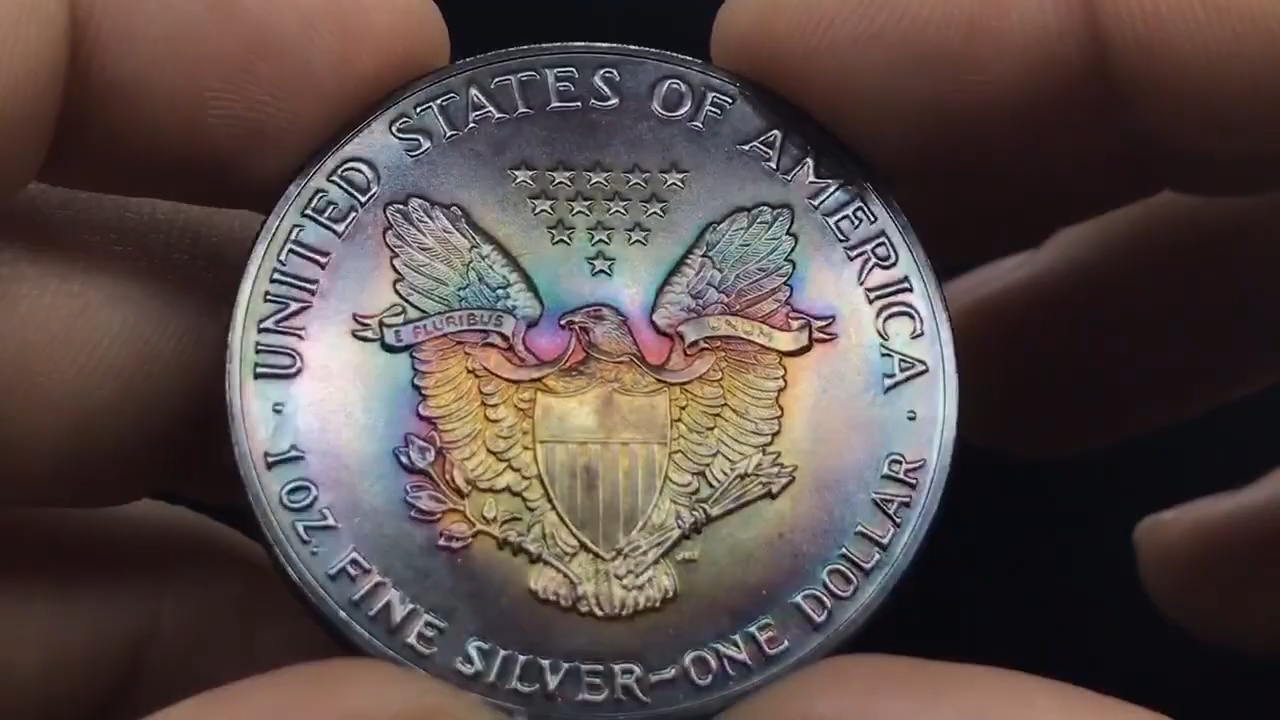 UNITED STATES OF AMERICA
E PLURIBUS UNUM
· 1 OZ. FINE SILVER–ONE DOLLAR ·